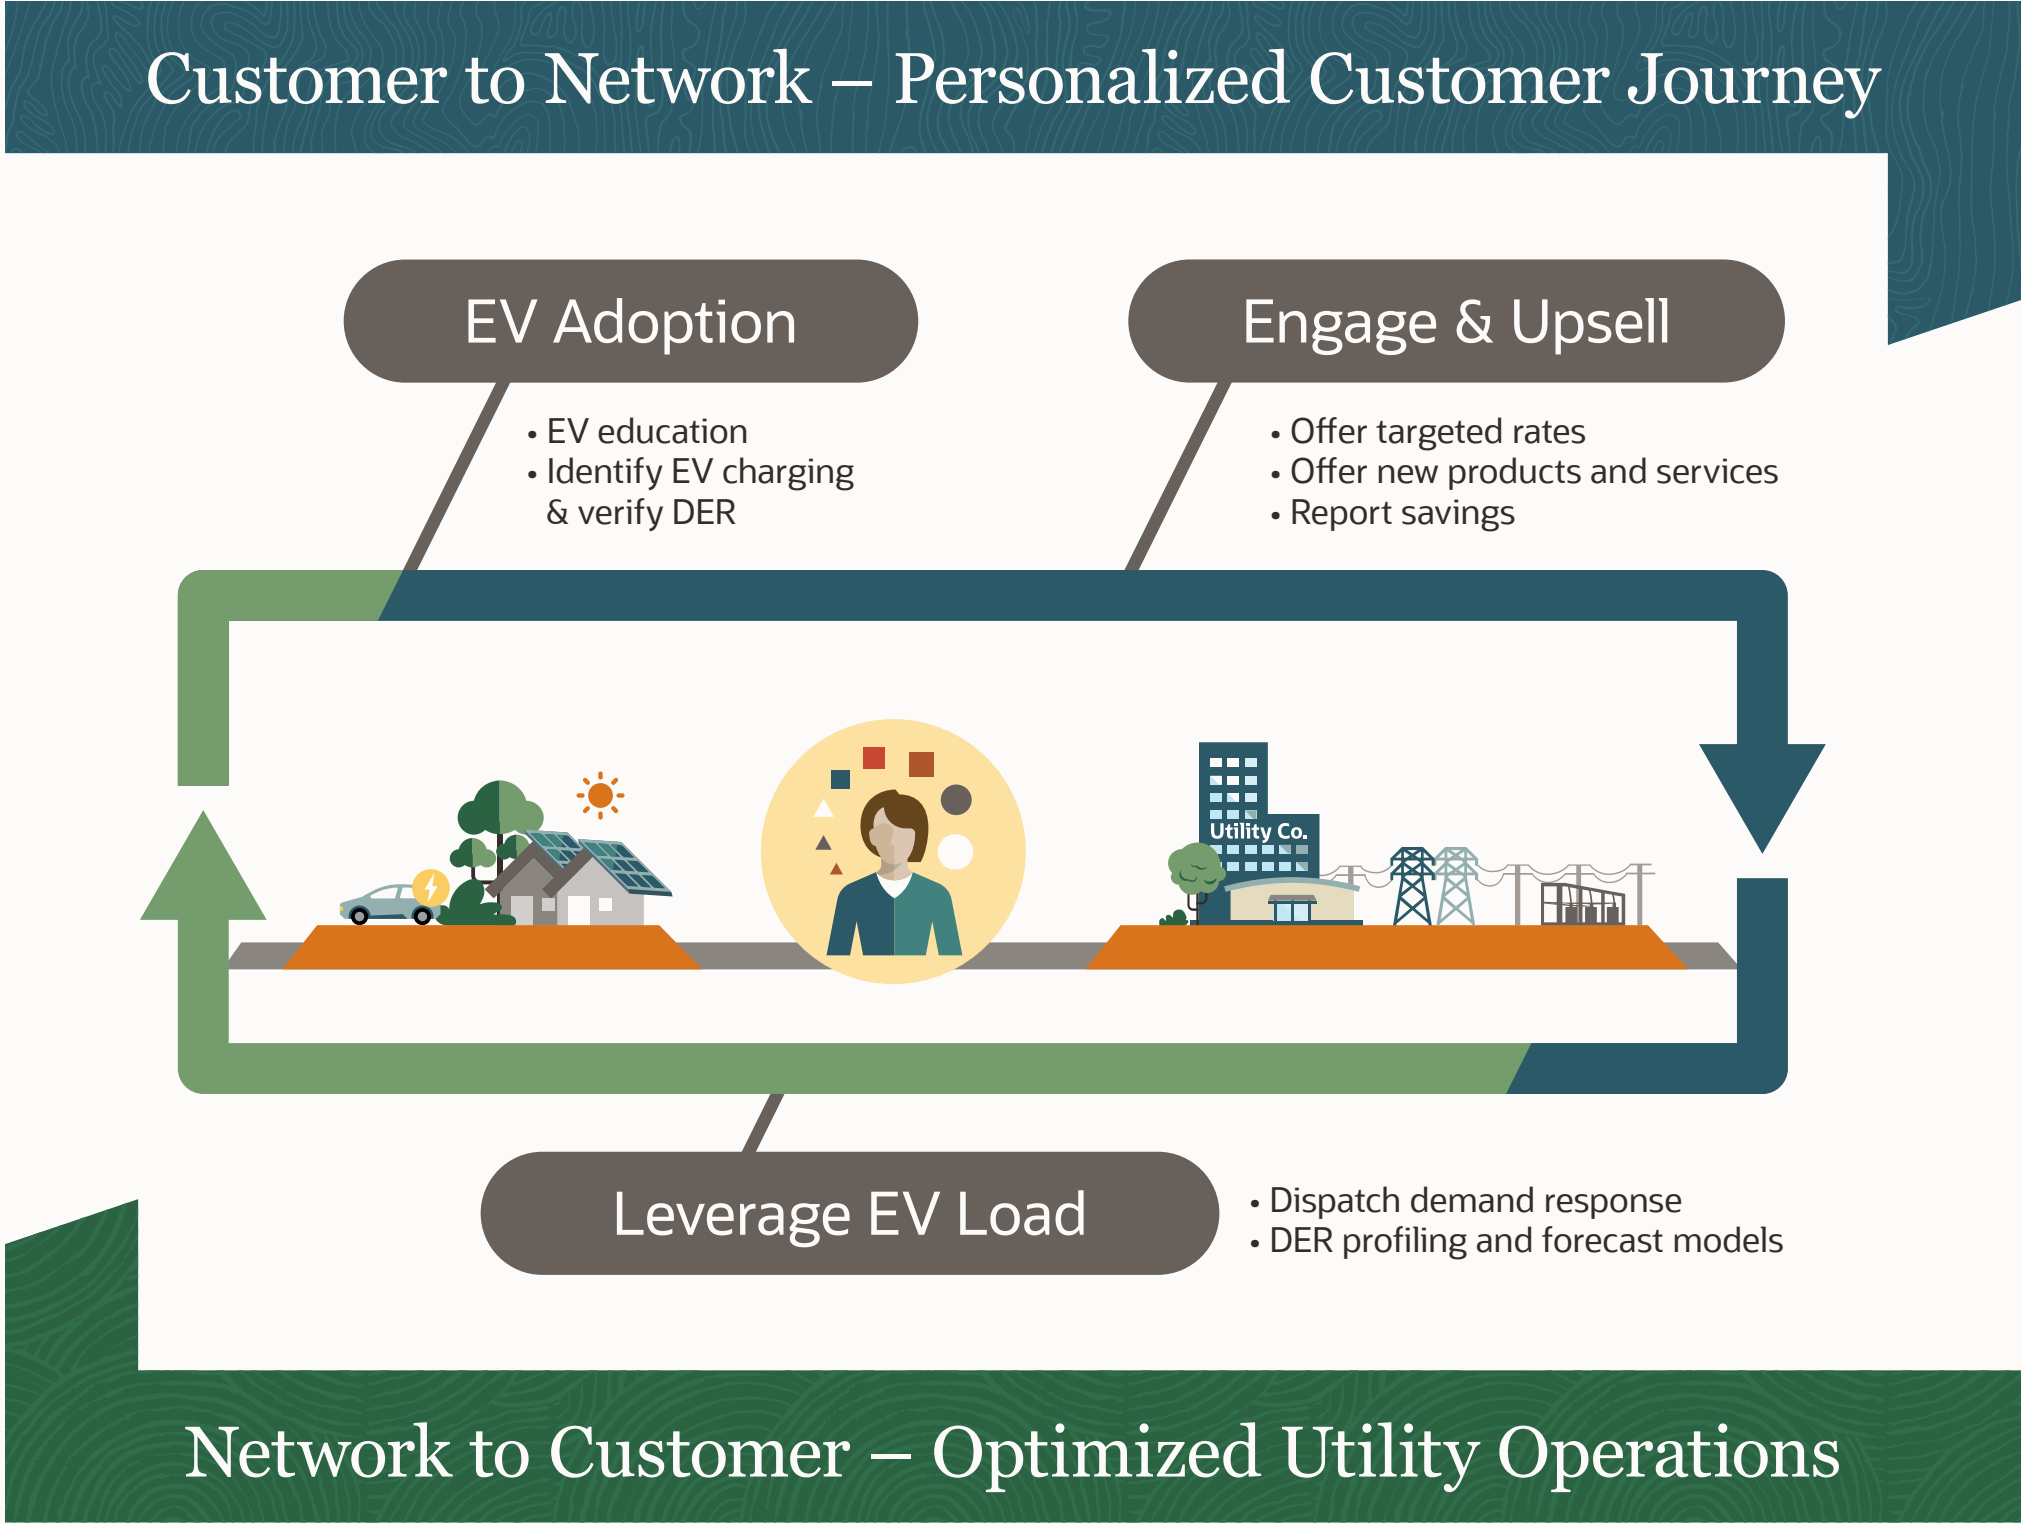 Customer to Network – Personalized Customer Journey
EV Adoption
• EV education
• Identify EV charging
& verify DER
Engage & Upsell
• Offer targeted rates
• Offer new products and services
• Report savings
Utility Co.
Leverage EV Load
• Dispatch demand response
• DER profiling and forecast models
Network to Customer – Optimized Utility Operations